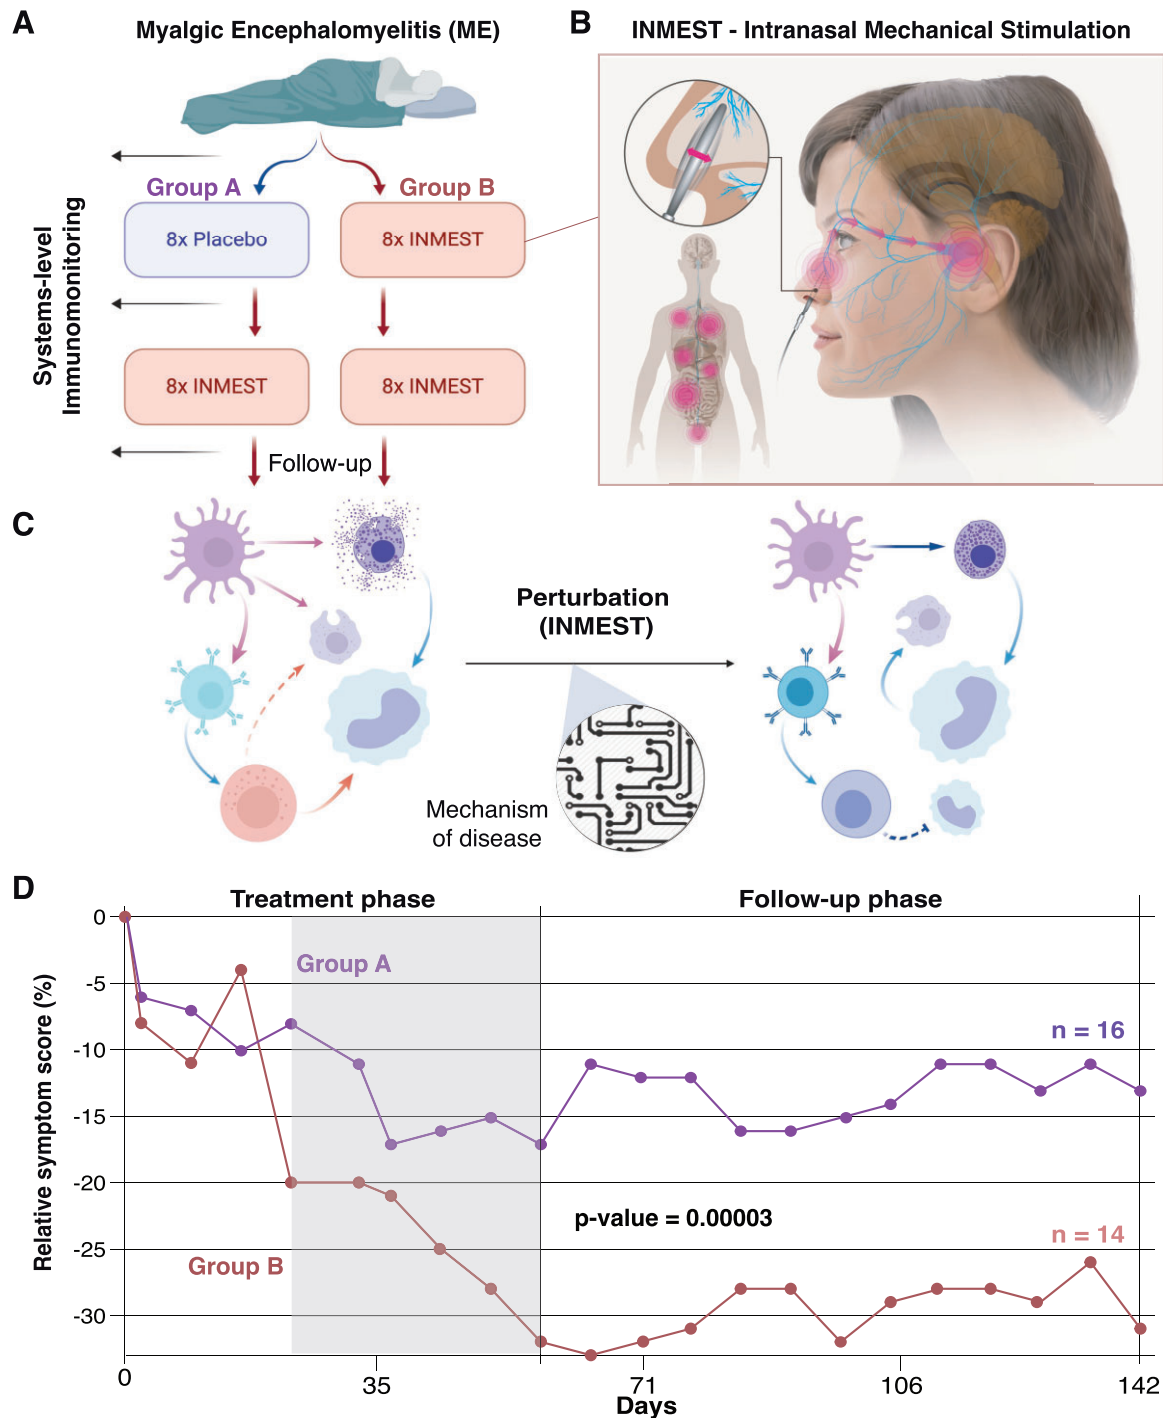 A
Myalgic Encephalomyelitis (ME)
Group A
Group B
8x Placebo
8x INMEST
8x INMEST
8x INMEST
Follow-up
Systems-level
Immunomonitoring
B
INMEST - Intranasal Mechanical Stimulation
C
Perturbation
(INMEST)
Mechanism
of disease
D
Treatment phase
Follow-up phase
Relative symptom score (%)
0
-5
-10
-15
-20
-25
-30
Group A
Group B
n = 16
p-value = 0.00003
n = 14
0
35
71
106
142
Days